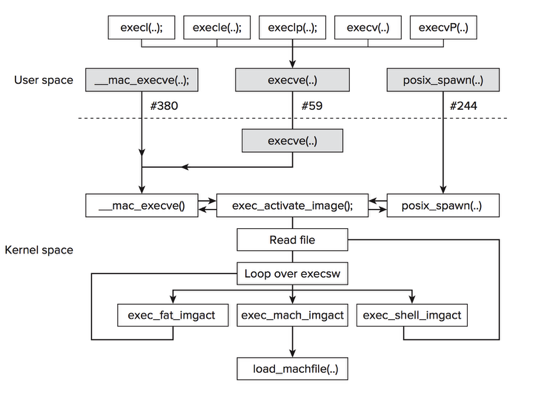 execl(..);
execle(..);
execlp(..);
execv(..);
execvP(..)
User space
__mac_execve(..);
execve(..)
posix_spawn(..)
#380
#59
#244
execve(..)
__mac_execve()
exec_activate_image();
posix_spawn(..)
Kernel space
Read file
Loop over execsw
exec_fat_imgact
exec_mach_imgact
exec_shell_imgact
load_machfile(..)